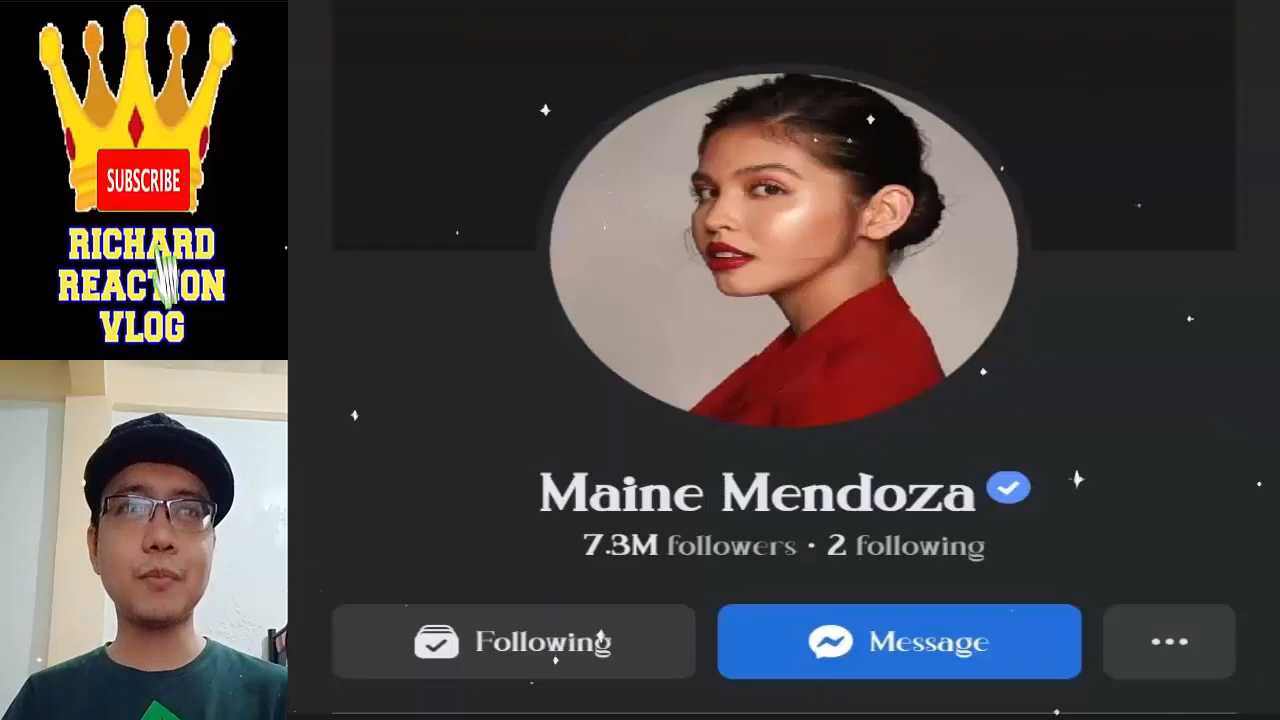 SUBSCRIBE
RICHARD
REACTION
VLOG
Maine Mendoza
7.3M followers · 2 following
Following
Message